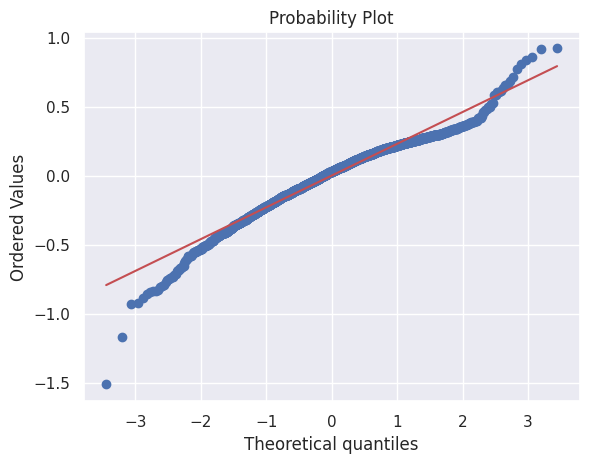 Probability Plot
1.0
0.5
0.0
−0.5
−1.0
−1.5
Ordered Values
−3 −2 −1 0 1 2 3
Theoretical quantiles